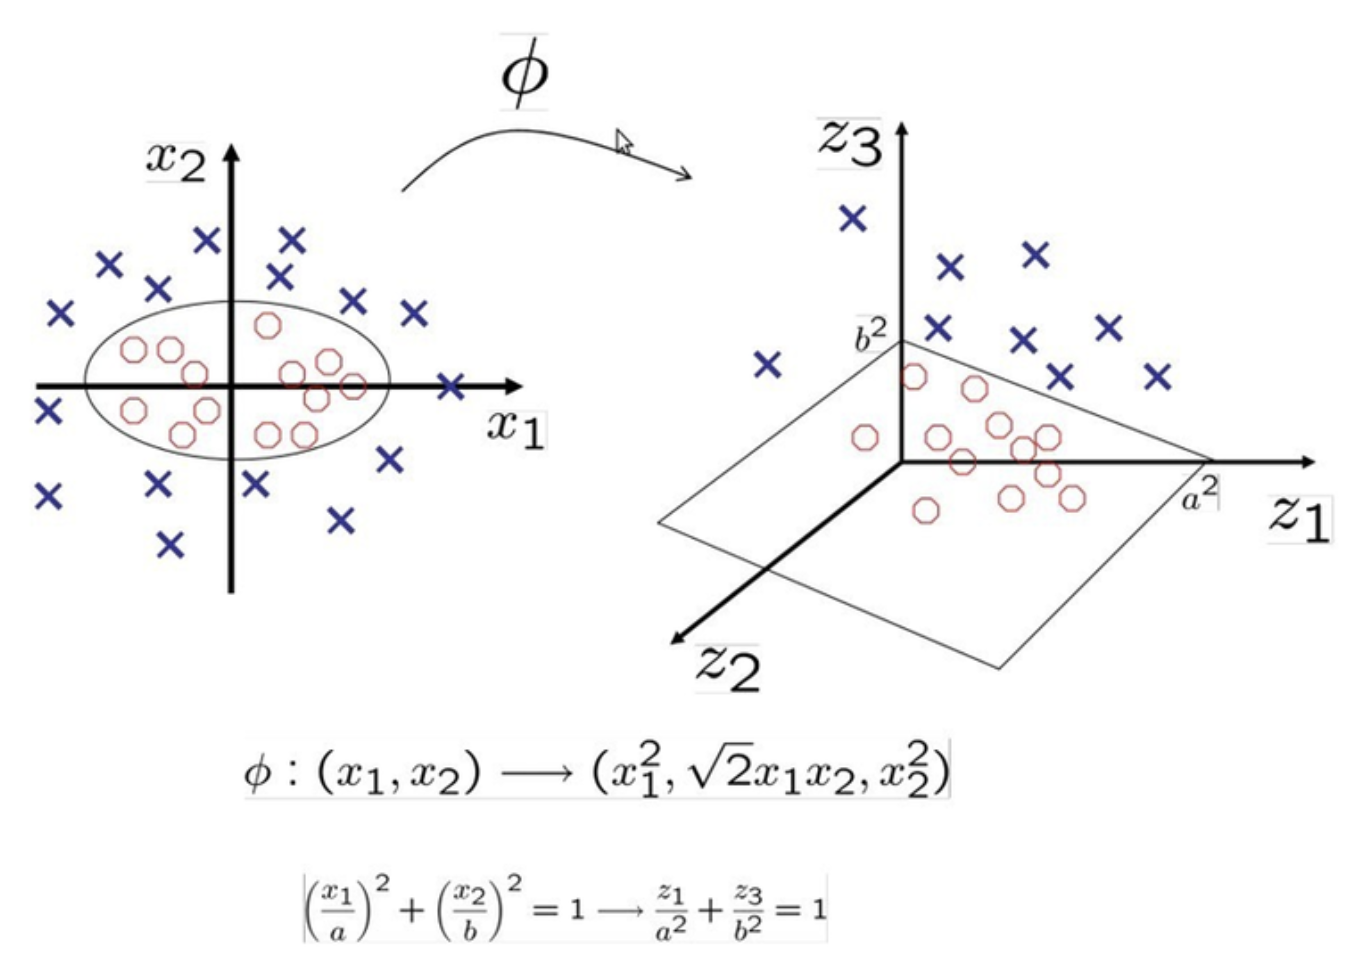 ϕ
x₂
z₃
b²
x₁
a²
z₁
z₂
ϕ : (x₁, x₂) ⟶ (x₁², √2x₁x₂, x₂²)
(x₁/a)² + (x₂/b)² = 1 ⟶ z₁/a² + z₃/b² = 1